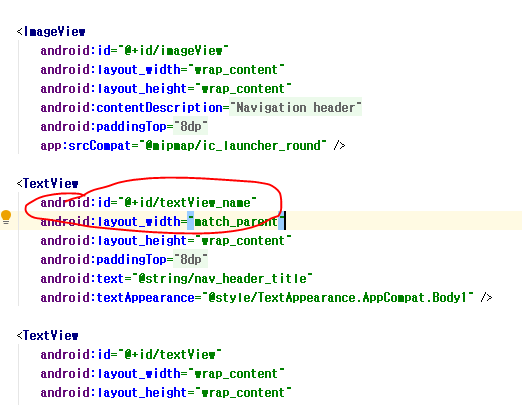 <ImageView
android:id="@+id/imageView"
android:layout_width="wrap_content"
android:layout_height="wrap_content"
android:contentDescription="Navigation header"
android:paddingTop="8dp"
app:srcCompat="@mipmap/ic_launcher_round" />
<TextView
android:id="@+id/textView_name"
android:layout_width="match_parent"
android:layout_height="wrap_content"
android:paddingTop="8dp"
android:text="@string/nav_header_title"
android:textAppearance="@style/TextAppearance.AppCompat.Body1" />
<TextView
android:id="@+id/textView"
android:layout_width="wrap_content"
android:layout_height="wrap_content"